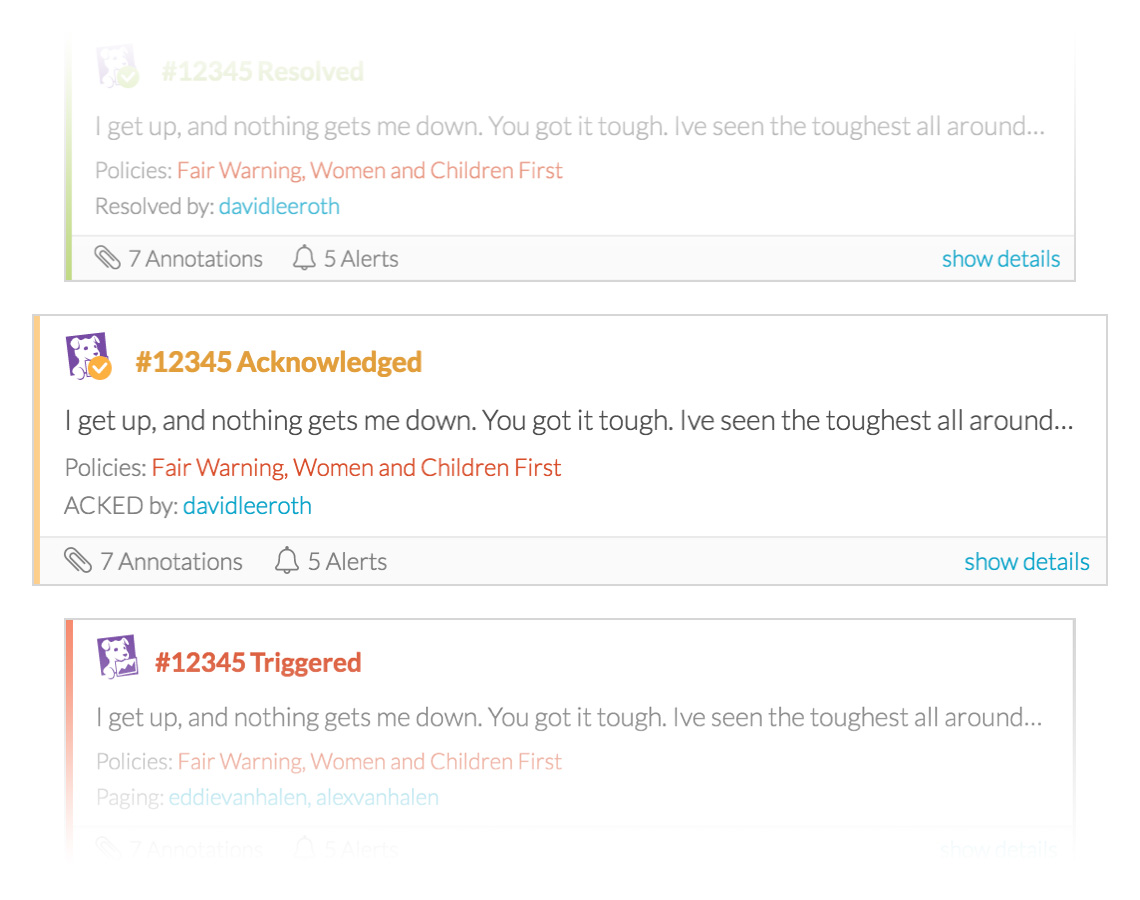 #12345 Resolved
I get up, and nothing gets me down. You got it tough. Ive seen the toughest all around...
Policies: Fair Warning, Women and Children First
Resolved by: davidleeroth
7 Annotations 5 Alerts show details
#12345 Acknowledged
I get up, and nothing gets me down. You got it tough. Ive seen the toughest all around...
Policies: Fair Warning, Women and Children First
ACKED by: davidleeroth
7 Annotations 5 Alerts show details
#12345 Triggered
I get up, and nothing gets me down. You got it tough. Ive seen the toughest all around...
Policies: Fair Warning, Women and Children First
Paging: eddievanhalen, alexvanhalen
7 Annotations 5 Alerts show details